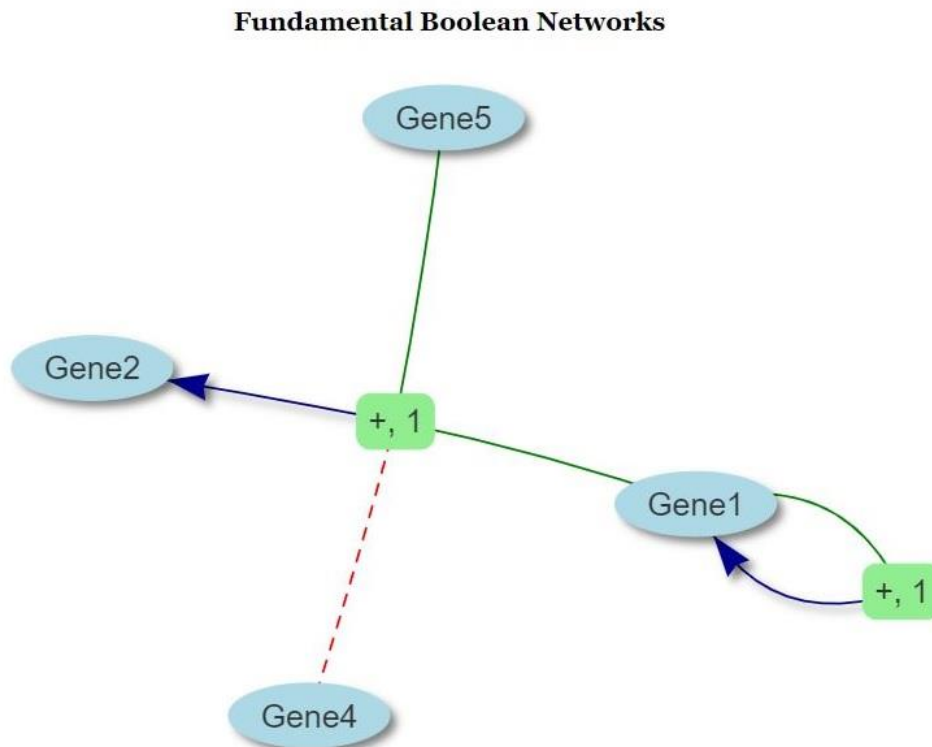 Fundamental Boolean Networks
Gene5
Gene2
+, 1
Gene1
+, 1
Gene4